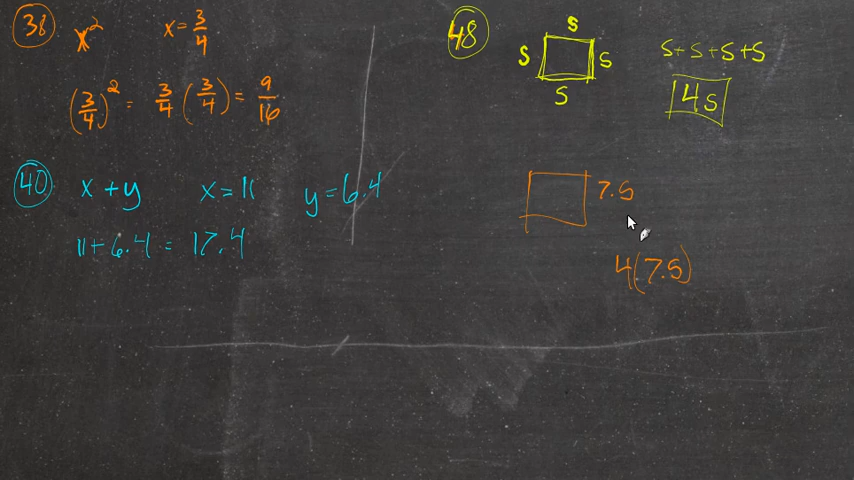 38 x² x = 3/4
(3/4)² = 3/4 (3/4) = 9/16
40 x + y x = 11 y = 6.4
11 + 6.4 = 17.4
48 s
s s s + s + s + s
s 4s
7.5
4(7.5)